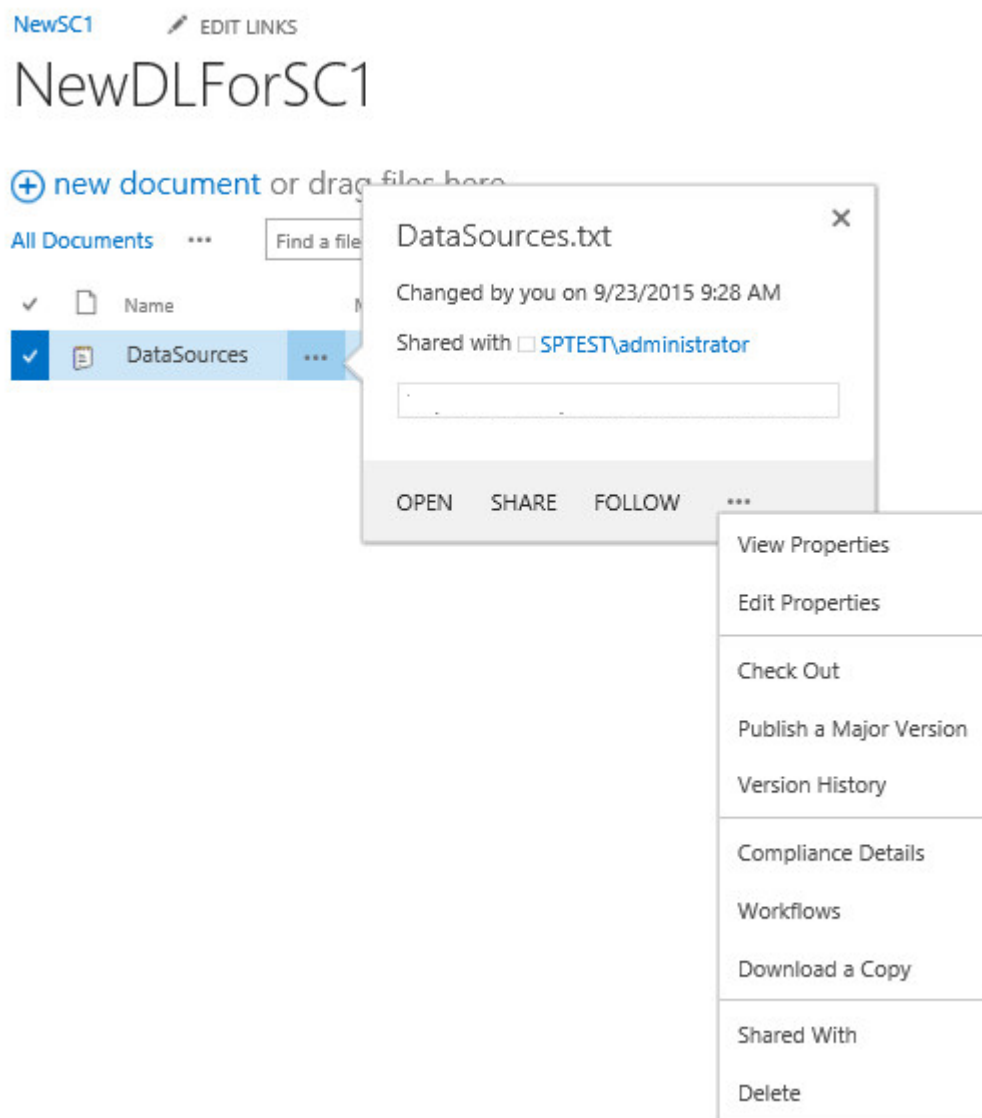 NewSC1 EDIT LINKS
NewDLForSC1
new document or drag files here
All Documents ... Find a file
DataSources.txt
Changed by you on 9/23/2015 9:28 AM
Shared with SPTEST\administrator
Name
DataSources ...
OPEN SHARE FOLLOW ...
View Properties
Edit Properties
Check Out
Publish a Major Version
Version History
Compliance Details
Workflows
Download a Copy
Shared With
Delete